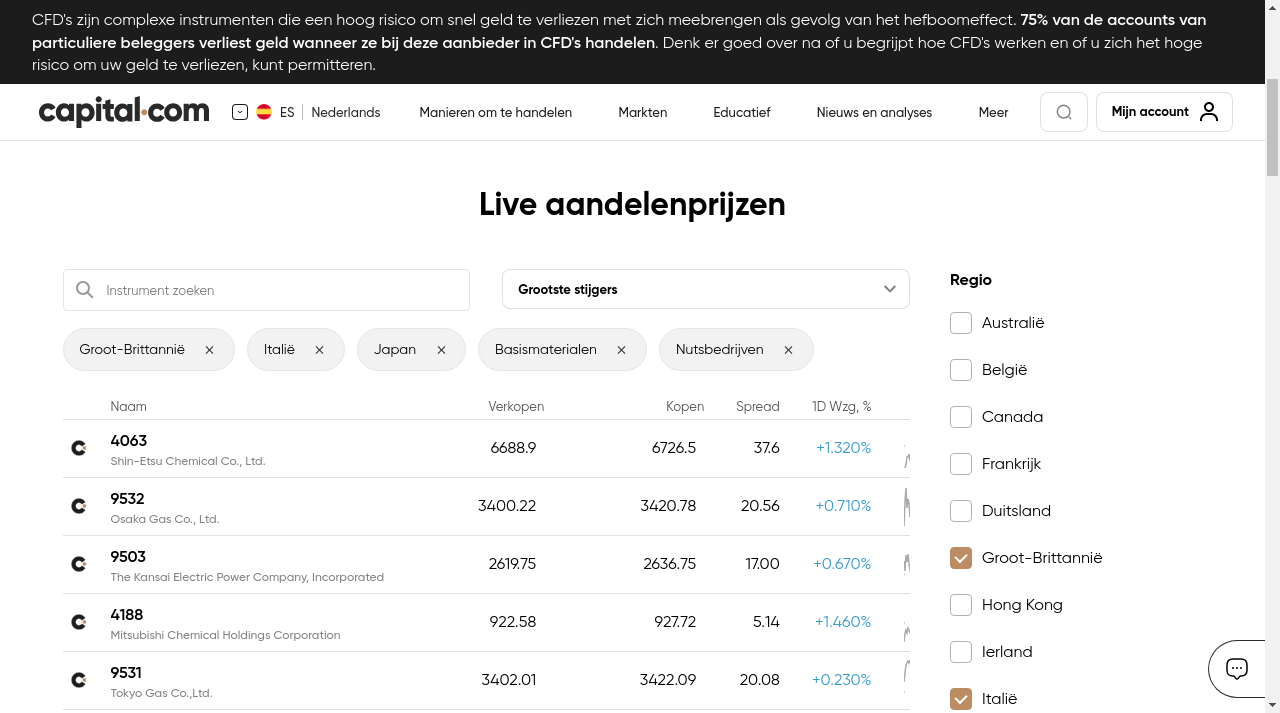 CFD's zijn complexe instrumenten die een hoog risico om snel geld te verliezen met zich meebrengen als gevolg van het hefboomeffect. 75% van de accounts van
particuliere beleggers verliest geld wanneer ze bij deze aanbieder in CFD's handelen. Denk er goed over na of u begrijpt hoe CFD's werken en of u zich het hoge
risico om uw geld te verliezen, kunt permitteren.
capital.com ES Nederlands Manieren om te handelen Markten Educatief Nieuws en analyses Meer Mijn account
Live aandelenprijzen
Instrument zoeken
Grootste stijgers
Groot-Brittannië Italië Japan Basismaterialen Nutsbedrijven
Naam Verkopen Kopen Spread 1D Wzg, %
4063 6688.9 6726.5 37.6 +1.320%
Shin-Etsu Chemical Co., Ltd.
9532 3400.22 3420.78 20.56 +0.710%
Osaka Gas Co., Ltd.
9503 2619.75 2636.75 17.00 +0.670%
The Kansai Electric Power Company, Incorporated
4188 922.58 927.72 5.14 +1.460%
Mitsubishi Chemical Holdings Corporation
9531 3402.01 3422.09 20.08 +0.230%
Tokyo Gas Co.,Ltd.
Regio
Australië
België
Canada
Frankrijk
Duitsland
Groot-Brittannië
Hong Kong
Ierland
Italië